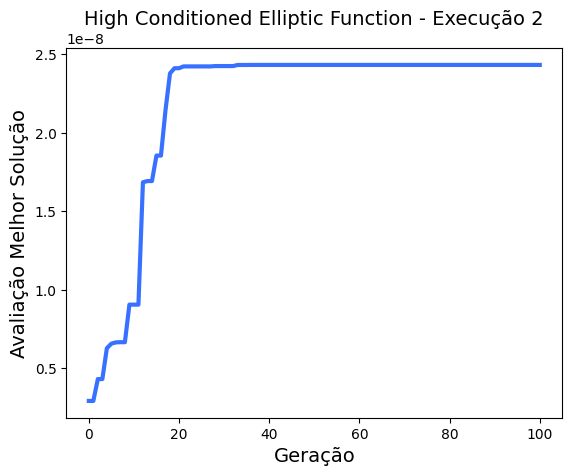 High Conditioned Elliptic Function - Execução 2
1e−8
2.5
2.0
1.5
1.0
0.5
Avaliação Melhor Solução
0 20 40 60 80 100
Geração